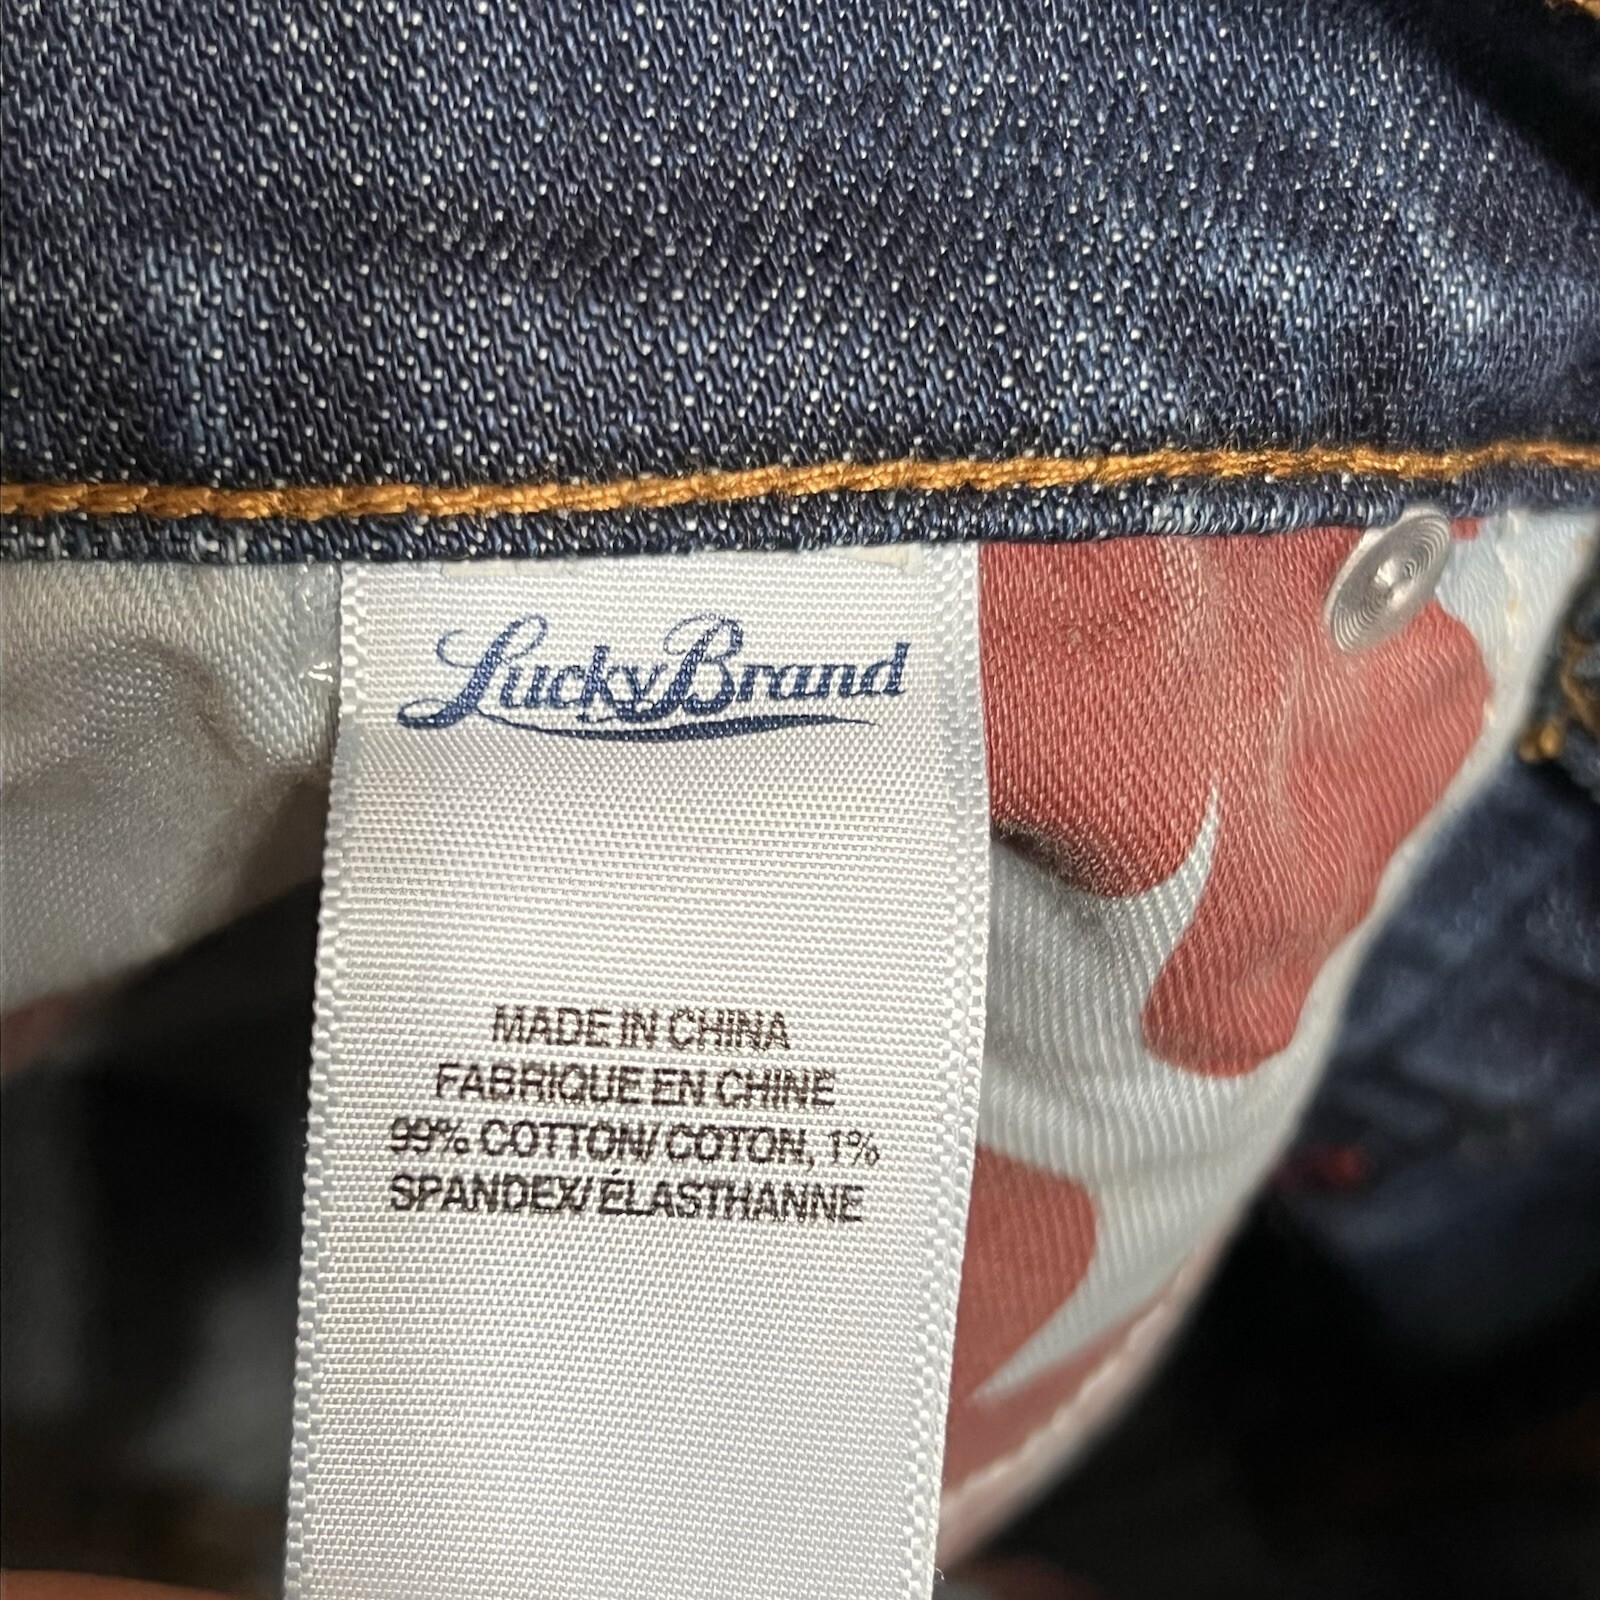 Lucky Brand
MADE IN CHINA
FABRIQUE EN CHINE
99% COTTON/COTON, 1%
SPANDEX/ÉLASTHANNE